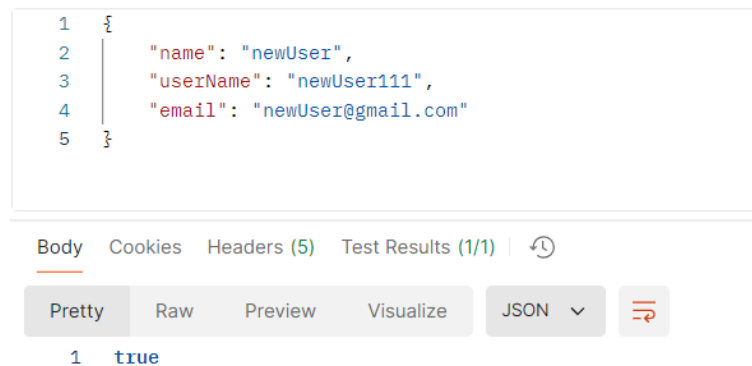 1 {
2 "name": "newUser",
3 "userName": "newUser111",
4 "email": "newUser@gmail.com"
5 }
Body Cookies Headers (5) Test Results (1/1)
Pretty Raw Preview Visualize JSON
1 true